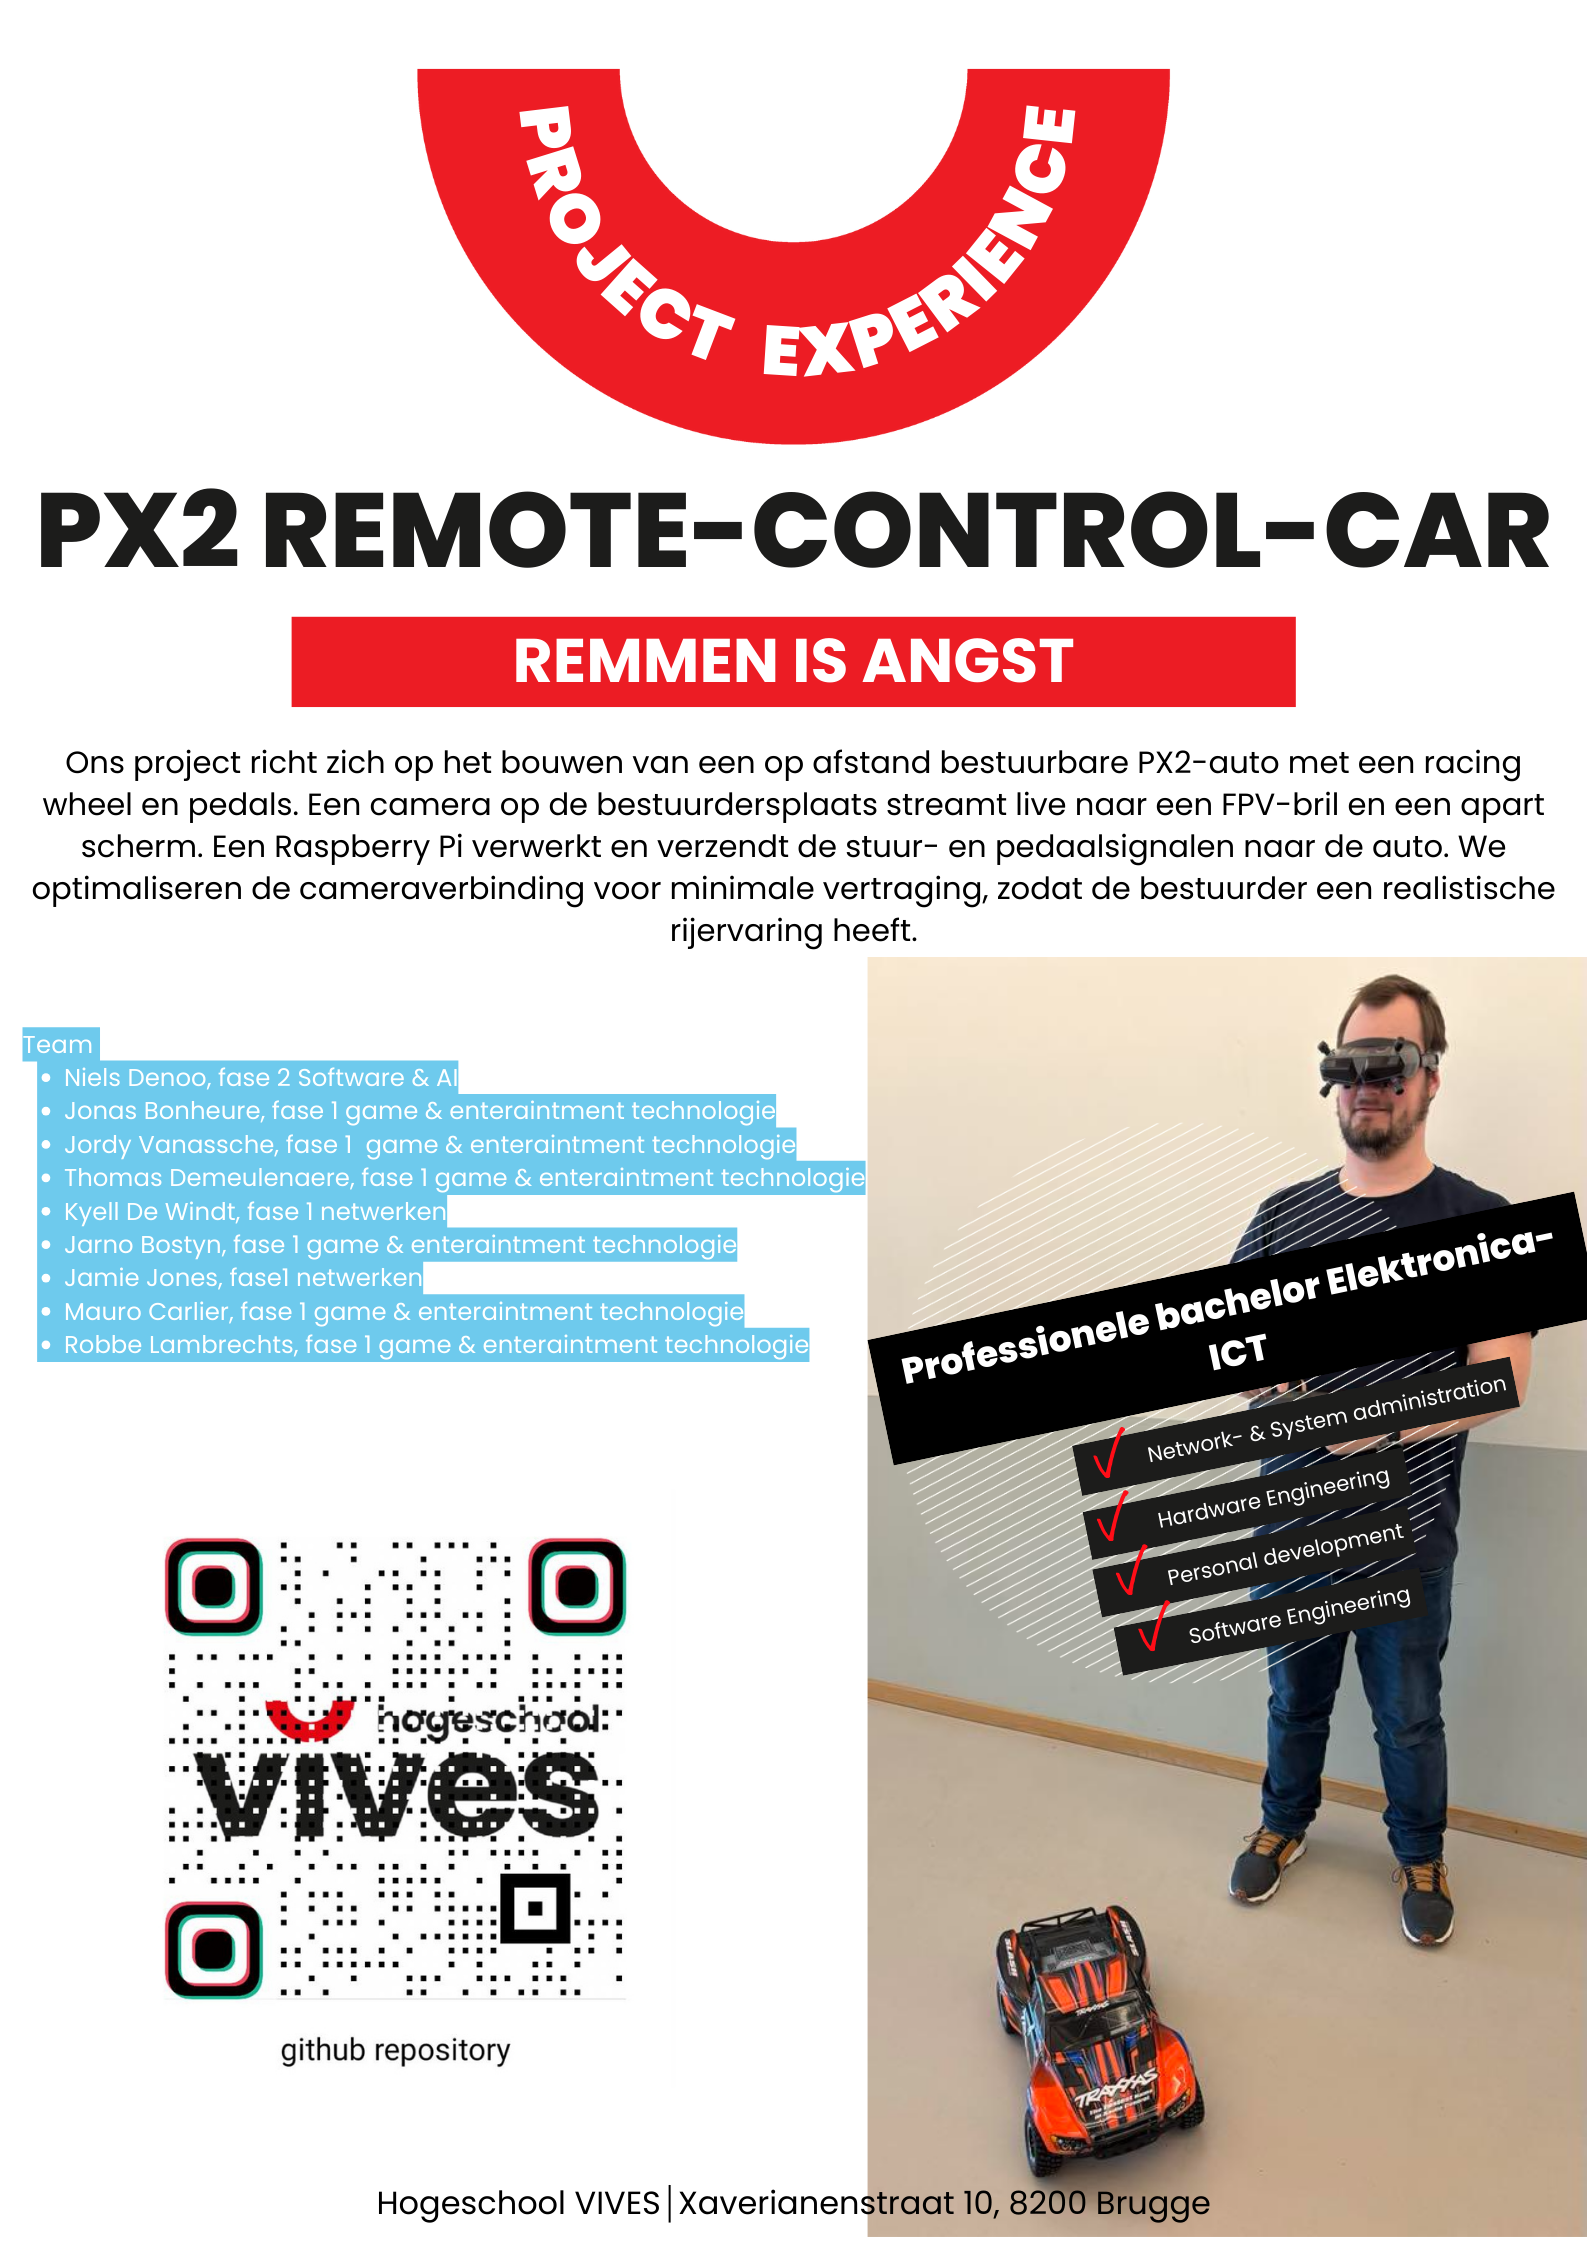 PROJECT EXPERIENCE
PX2 REMOTE-CONTROL-CAR
REMMEN IS ANGST
Ons project richt zich op het bouwen van een op afstand bestuurbare PX2-auto met een racing
wheel en pedals. Een camera op de bestuurdersplaats streamt live naar een FPV-bril en een apart
scherm. Een Raspberry Pi verwerkt en verzendt de stuur- en pedaalsignalen naar de auto. We
optimaliseren de cameraverbinding voor minimale vertraging, zodat de bestuurder een realistische
rijervaring heeft.
Team
• Niels Denoo, fase 2 Software & AI
• Jonas Bonheure, fase 1 game & enteraintment technologie
• Jordy Vanassche, fase 1 game & enteraintment technologie
• Thomas Demeulenaere, fase 1 game & enteraintment technologie
• Kyell De Windt, fase 1 netwerken
• Jarno Bostyn, fase 1 game & enteraintment technologie
• Jamie Jones, fase1 netwerken
• Mauro Carlier, fase 1 game & enteraintment technologie
• Robbe Lambrechts, fase 1 game & enteraintment technologie
Professionele bachelor Elektronica-
ICT
Network- & System administration
Hardware Engineering
Personal development
Software Engineering
hogeschool
vives
github repository
SLASH
SLASH
TRAXXAS
TRAXXAS
Hogeschool VIVES│Xaverianenstraat 10, 8200 Brugge